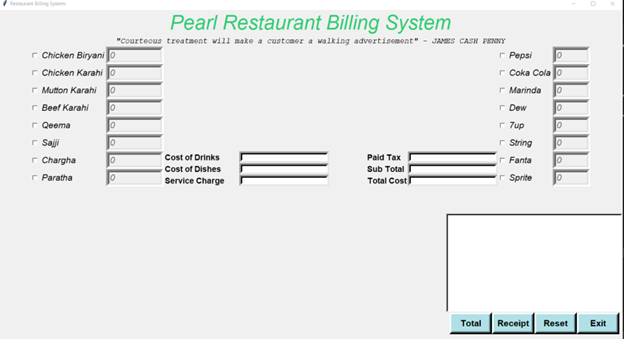 Restaurant Billing System
Pearl Restaurant Billing System
"Courteous treatment will make a customer a walking advertisement" - JAMES CASH PENNY
Chicken Biryani 0
Chicken Karahi 0
Mutton Karahi 0
Beef Karahi 0
Qeema 0
Sajji 0
Chargha 0
Paratha 0
Cost of Drinks
Cost of Dishes
Service Charge
Paid Tax
Sub Total
Total Cost
Pepsi 0
Coka Cola 0
Marinda 0
Dew 0
7up 0
String 0
Fanta 0
Sprite 0
Total Receipt Reset Exit